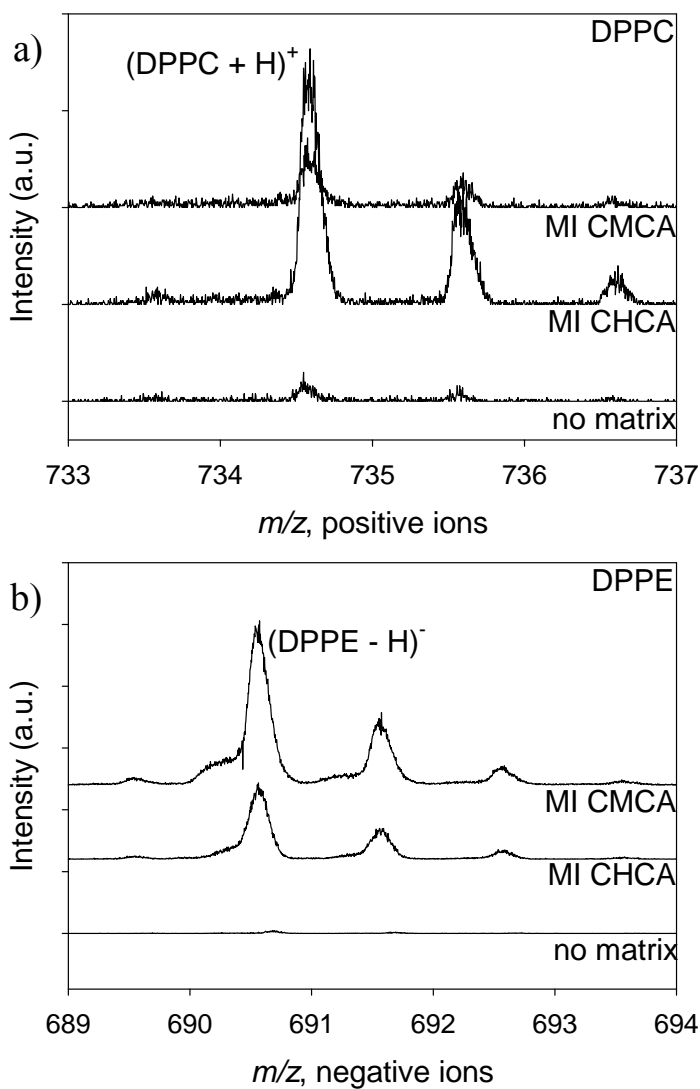 a)
DPPC
(DPPC + H)+
MI CMCA
MI CHCA
no matrix
Intensity (a.u.)
733 734 735 736 737
m/z, positive ions
b)
DPPE
(DPPE - H)-
MI CMCA
MI CHCA
no matrix
Intensity (a.u.)
689 690 691 692 693 694
m/z, negative ions